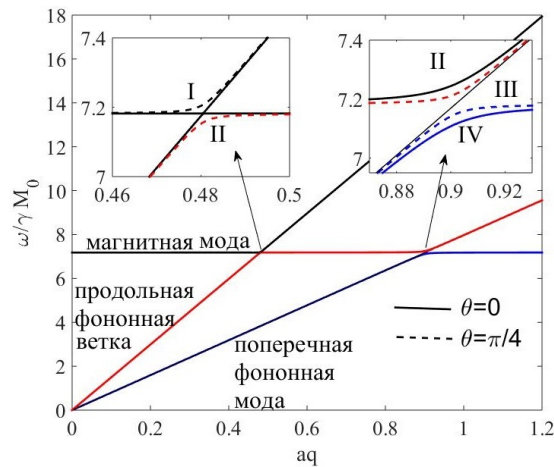 ω/γ M₀
18
16
14
12
10
8
6
4
2
0
7.4
7.2
7
I
II
0.46
0.48
0.5
7.4
7.2
7
II
III
IV
0.88
0.9
0.92
магнитная мода
продольная
фононная
ветка
поперечная
фононная
мода
θ=0
θ=π/4
0
0.2
0.4
0.6
0.8
1
1.2
aq